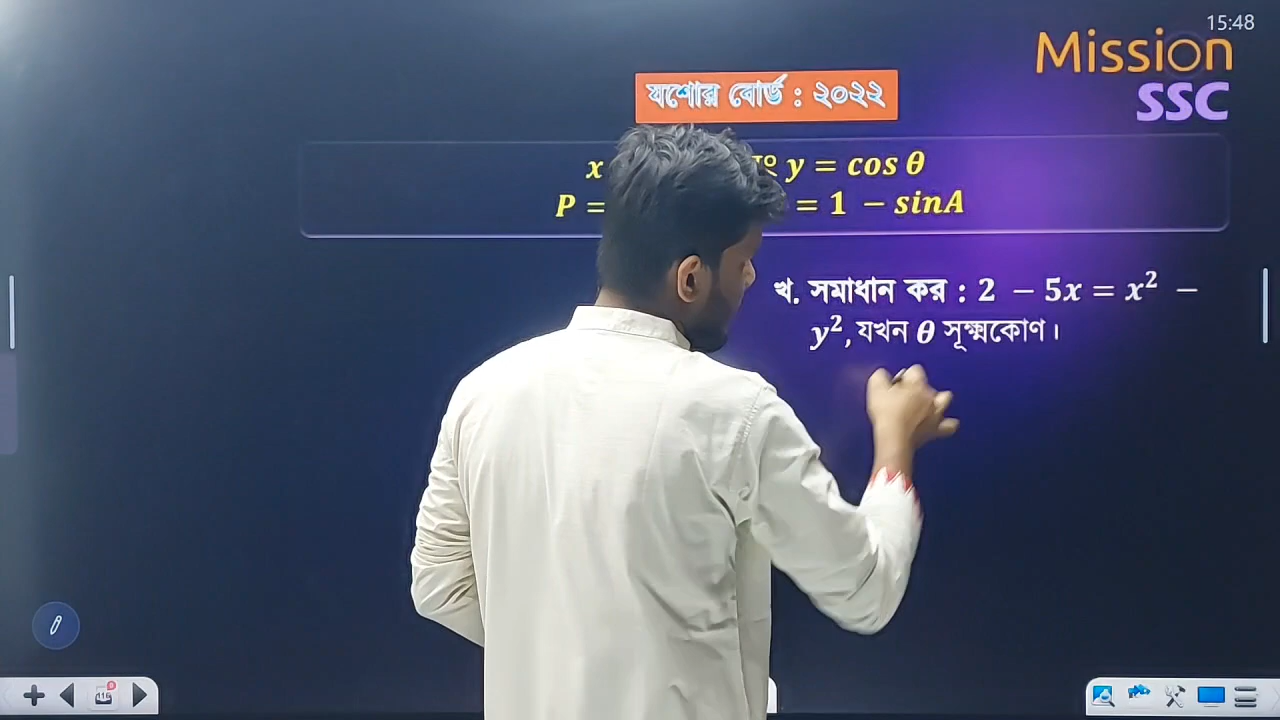 15:48
Mission
SSC
যশোর বোর্ড : ২০২২
x y = cos θ
P = = 1 − sinA
খ. সমাধান কর : 2 − 5x = x² −
y², যখন θ সূক্ষ্মকোণ।